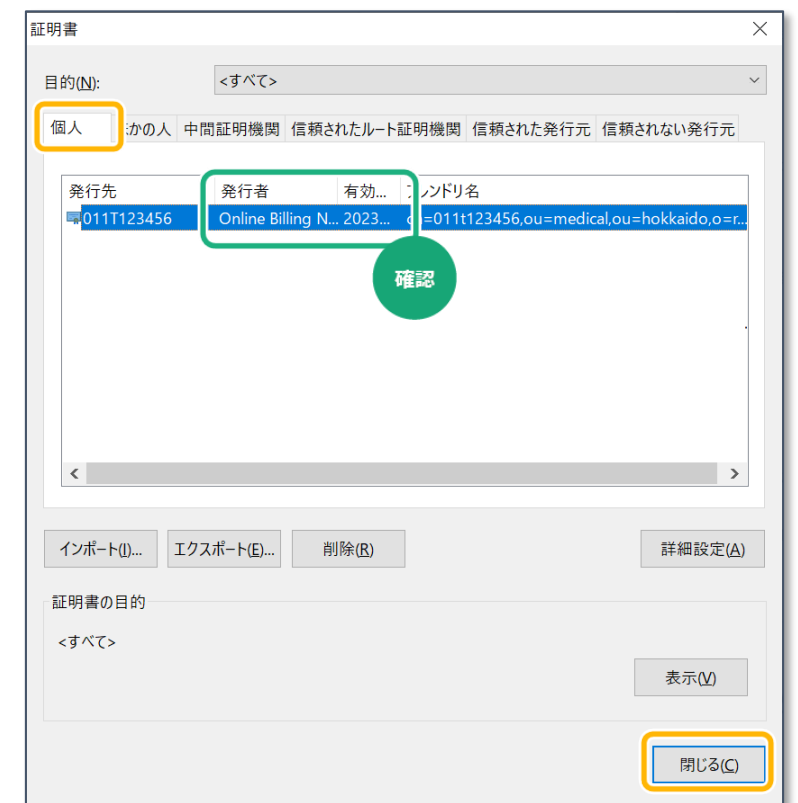 証明書
目的(N): <すべて>
個人 かの人 中間証明機関 信頼されたルート証明機関 信頼された発行元 信頼されない発行元
発行先 発行者 有効... フレンドリ名
011T123456 Online Billing N... 2023... =011t123456,ou=medical,ou=hokkaido,o=r...
確認
インポート(I)... エクスポート(E)... 削除(R) 詳細設定(A)
証明書の目的
<すべて>
表示(V)
閉じる(C)